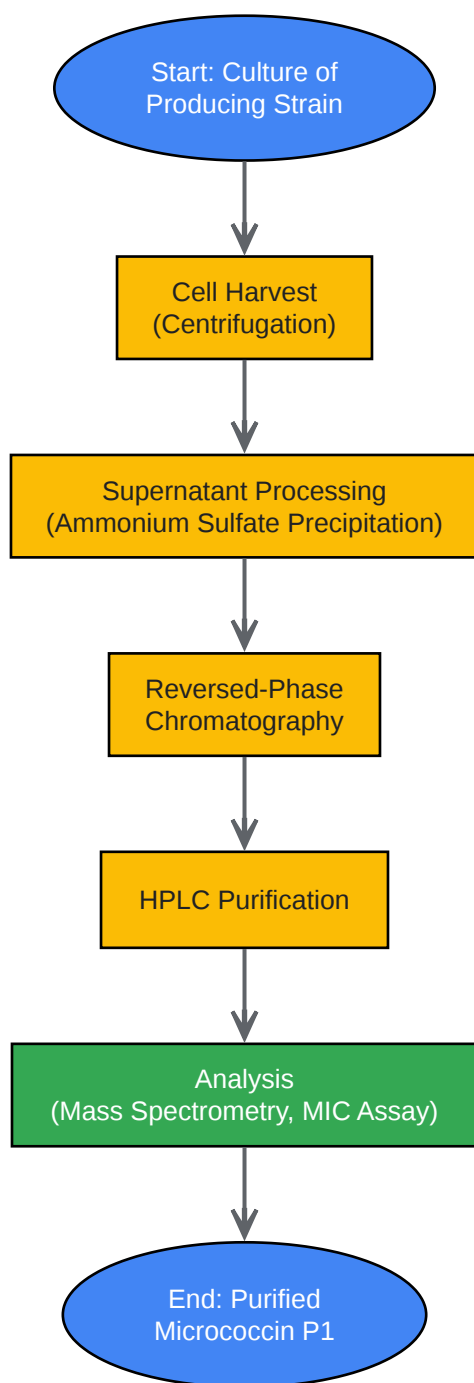 Start: Culture of
Producing Strain
Cell Harvest
(Centrifugation)
Supernatant Processing
(Ammonium Sulfate Precipitation)
Reversed-Phase
Chromatography
HPLC Purification
Analysis
(Mass Spectrometry, MIC Assay)
End: Purified
Micrococcin P1